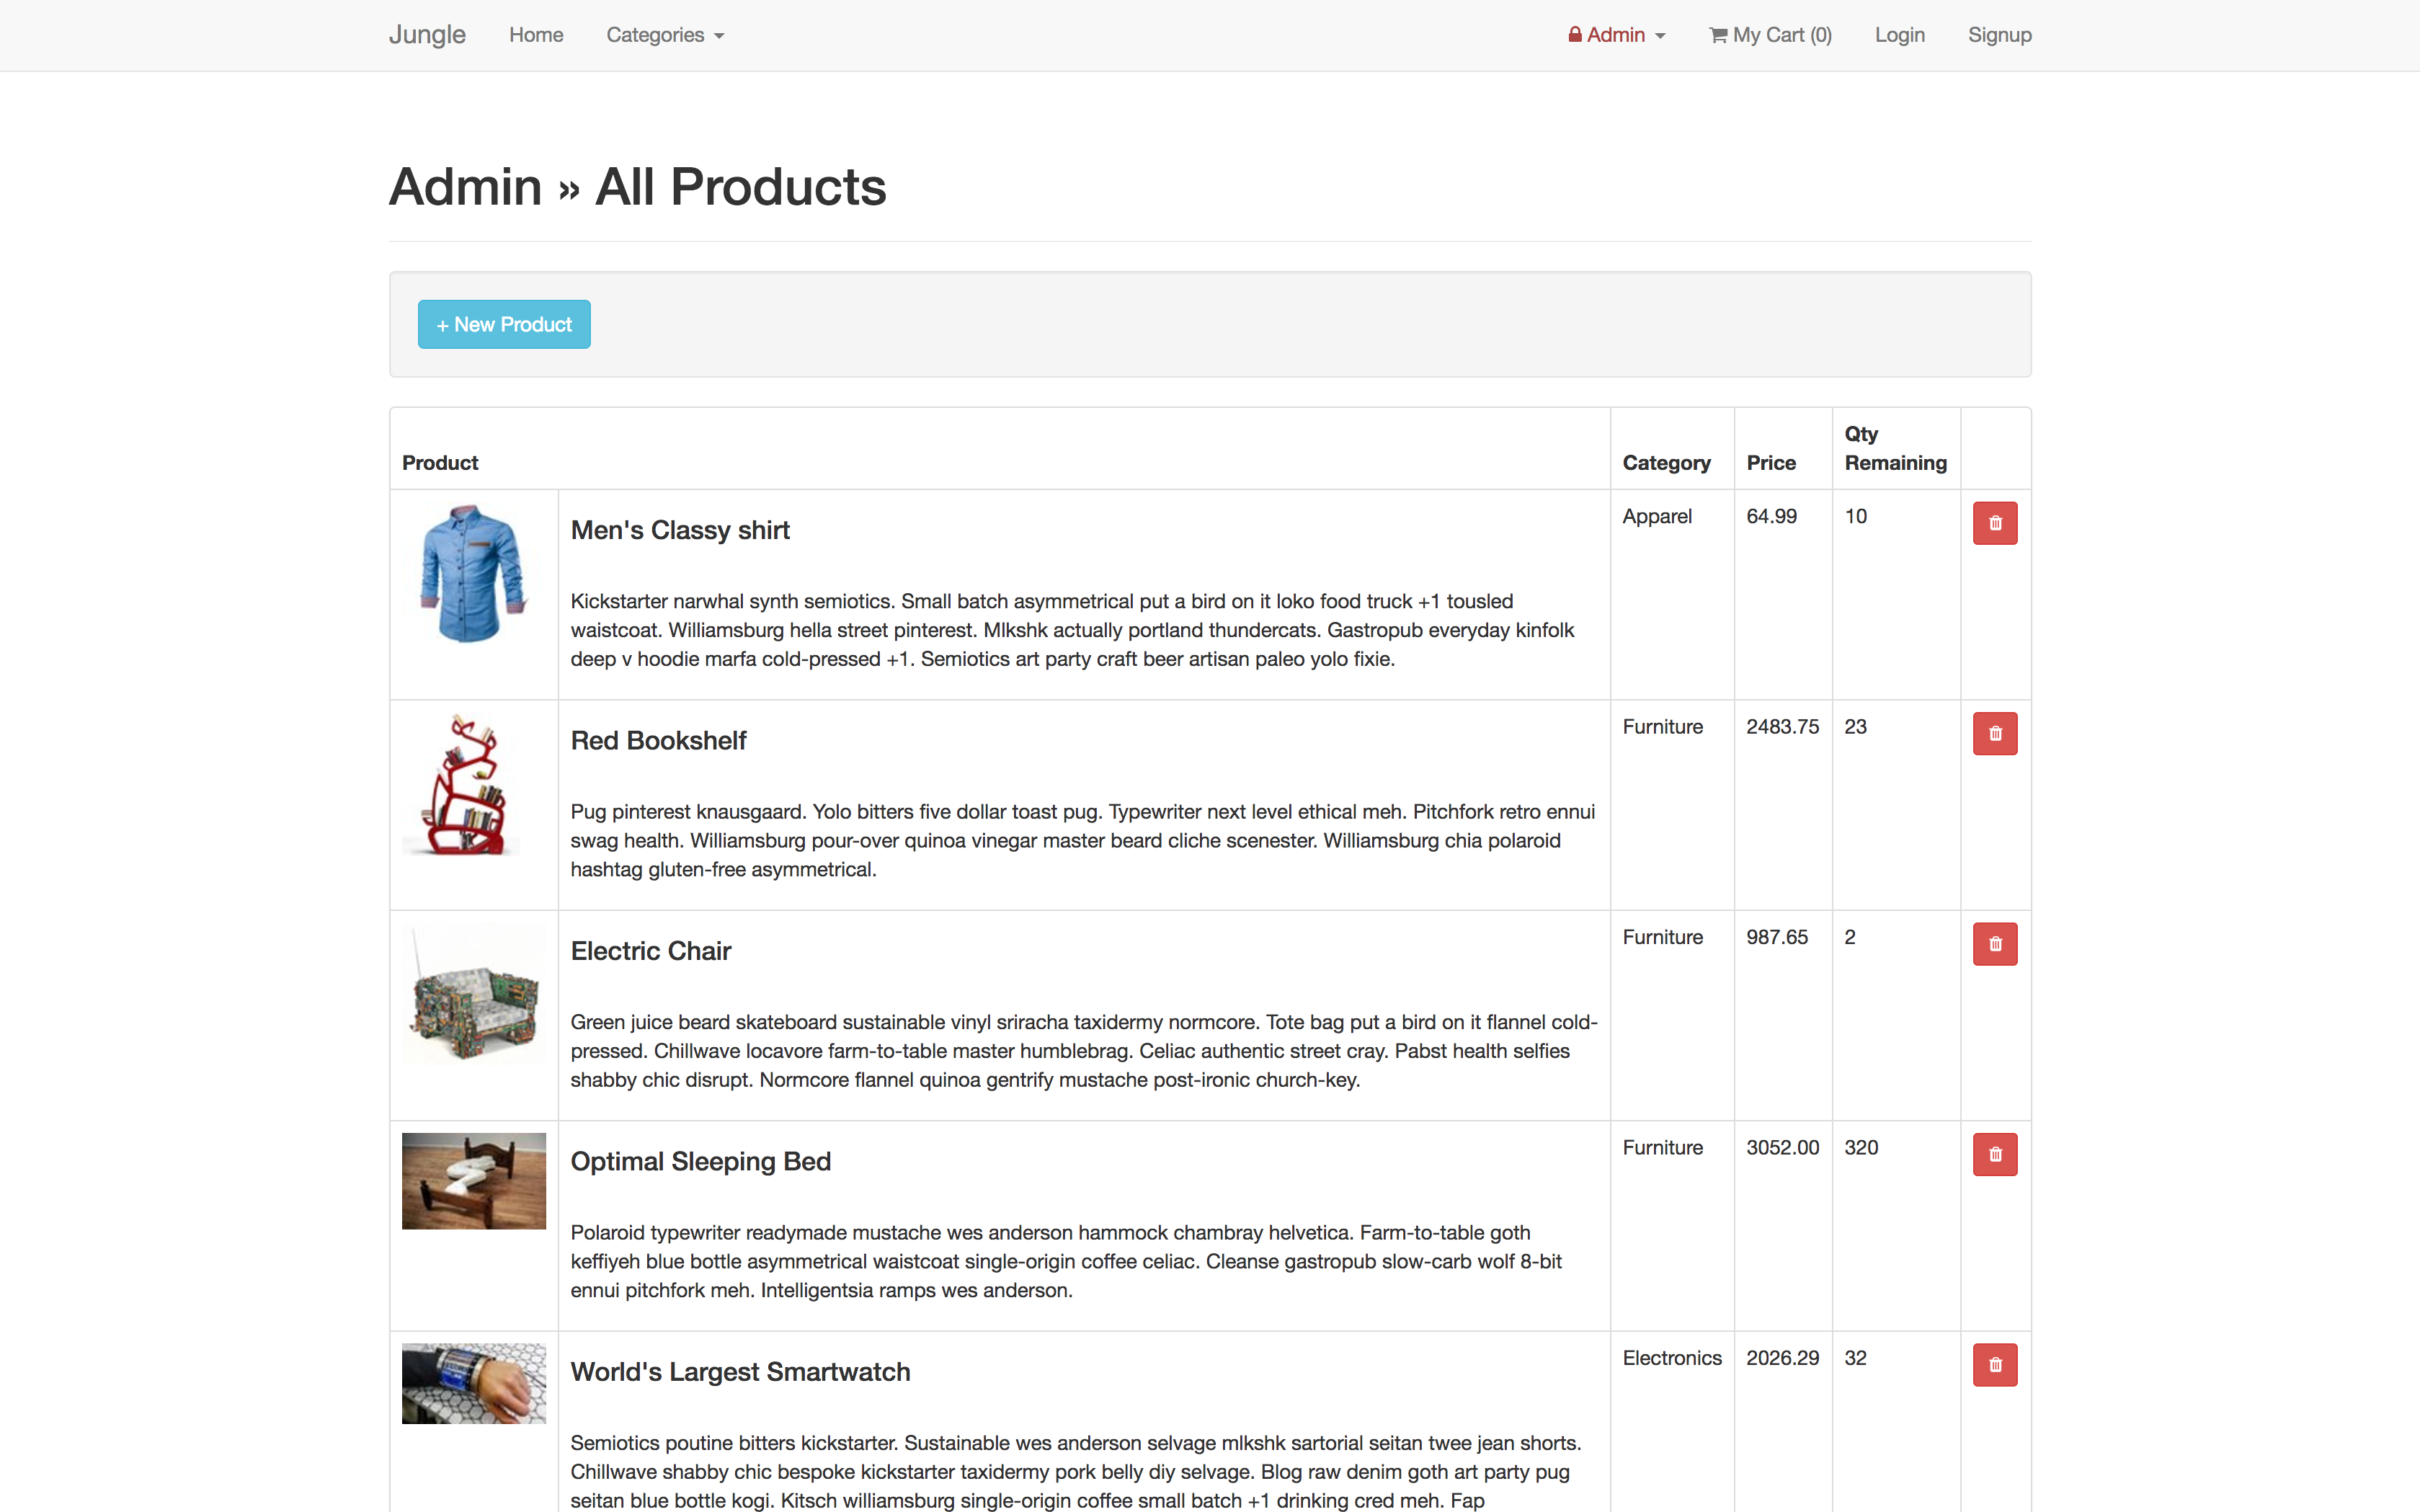 Jungle Home Categories Admin My Cart (0) Login Signup
Admin » All Products
+ New Product
Product Category Price Qty Remaining
Men's Classy shirt Apparel 64.99 10
Kickstarter narwhal synth semiotics. Small batch asymmetrical put a bird on it loko food truck +1 tousled
waistcoat. Williamsburg hella street pinterest. Mlkshk actually portland thundercats. Gastropub everyday kinfolk
deep v hoodie marfa cold-pressed +1. Semiotics art party craft beer artisan paleo yolo fixie.
Red Bookshelf Furniture 2483.75 23
Pug pinterest knausgaard. Yolo bitters five dollar toast pug. Typewriter next level ethical meh. Pitchfork retro ennui
swag health. Williamsburg pour-over quinoa vinegar master beard cliche scenester. Williamsburg chia polaroid
hashtag gluten-free asymmetrical.
Electric Chair Furniture 987.65 2
Green juice beard skateboard sustainable vinyl sriracha taxidermy normcore. Tote bag put a bird on it flannel cold-
pressed. Chillwave locavore farm-to-table master humblebrag. Celiac authentic street cray. Pabst health selfies
shabby chic disrupt. Normcore flannel quinoa gentrify mustache post-ironic church-key.
Optimal Sleeping Bed Furniture 3052.00 320
Polaroid typewriter readymade mustache wes anderson hammock chambray helvetica. Farm-to-table goth
keffiyeh blue bottle asymmetrical waistcoat single-origin coffee celiac. Cleanse gastropub slow-carb wolf 8-bit
ennui pitchfork meh. Intelligentsia ramps wes anderson.
World's Largest Smartwatch Electronics 2026.29 32
Semiotics poutine bitters kickstarter. Sustainable wes anderson selvage mlkshk sartorial seitan twee jean shorts.
Chillwave shabby chic bespoke kickstarter taxidermy pork belly diy selvage. Blog raw denim goth art party pug
seitan blue bottle kogi. Kitsch williamsburg single-origin coffee small batch +1 drinking cred meh. Fap